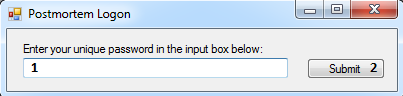 Postmortem Logon
Enter your unique password in the input box below:
1
Submit 2